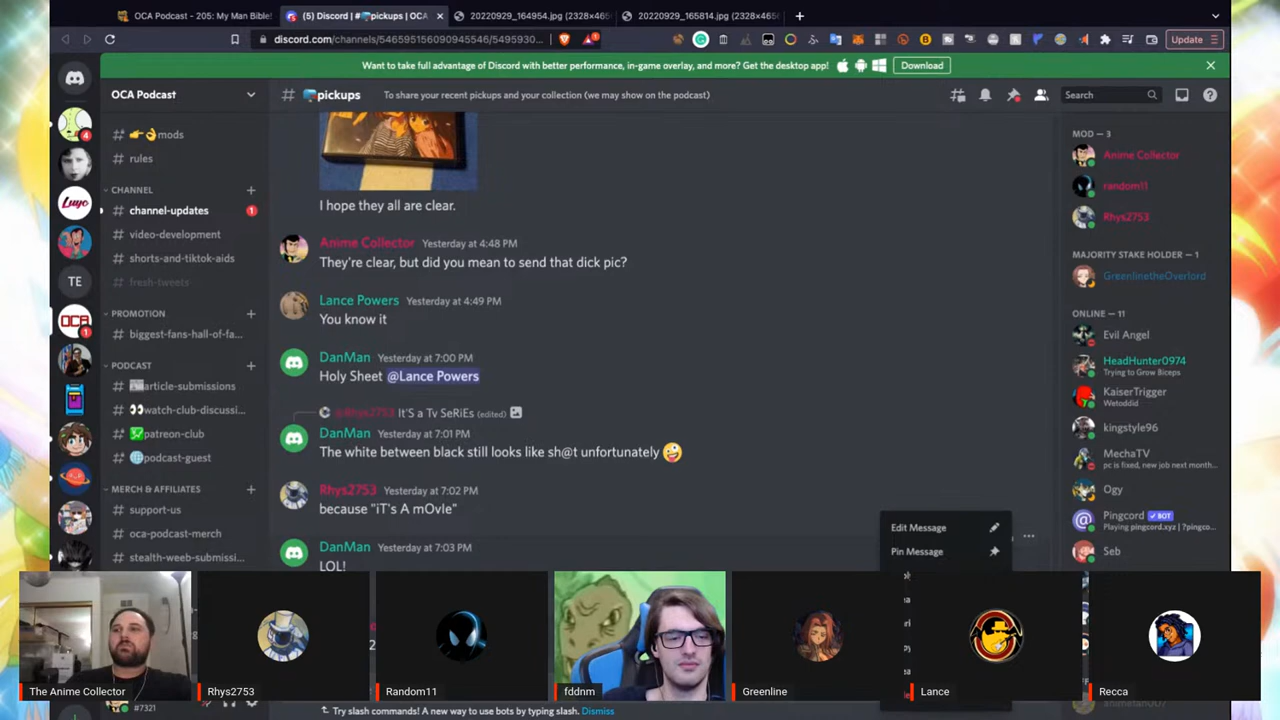 OCA Podcast - 205: My Man Bible!
(5) Discord | #pickups | OCA
20220929_164954.jpg (2328×465
20220929_165814.jpg (2328×465
discord.com/channels/546595156090945546/5495930...
Update
Want to take full advantage of Discord with better performance, in-game overlay, and more? Get the desktop app!
Download
OCA Podcast
pickups
To share your recent pickups and your collection (we may show on the podcast)
Search
4
mods
rules
CHANNEL
channel-updates
1
video-development
shorts-and-tiktok-aids
fresh-tweets
PROMOTION
biggest-fans-hall-of-fa...
PODCAST
article-submissions
watch-club-discussi...
patreon-club
podcast-guest
MERCH & AFFILIATES
support-us
oca-podcast-merch
stealth-weeb-submissi...
Luyo
TE
OCA
1
I hope they all are clear.
Anime Collector Yesterday at 4:48 PM
They're clear, but did you mean to send that dick pic?
Lance Powers Yesterday at 4:49 PM
You know it
DanMan Yesterday at 7:00 PM
Holy Sheet @Lance Powers
@Rhys2753 It'S a Tv SeRiEs (edited)
DanMan Yesterday at 7:01 PM
The white between black still looks like sh@t unfortunately
Rhys2753 Yesterday at 7:02 PM
because "iT's A mOvIe"
DanMan Yesterday at 7:03 PM
LOL!
Edit Message
Pin Message
MOD — 3
Anime Collector
random11
Rhys2753
MAJORITY STAKE HOLDER — 1
GreenlinetheOverlord
ONLINE — 11
Evil Angel
HeadHunter0974
Trying to Grow Biceps
KaiserTrigger
Wetoddid
kingstyle96
MechaTV
pc is fixed, new job next month...
Ogy
Pingcord BOT
Playing pingcord.xyz | ?pingco...
Seb
The Anime Collector
Rhys2753
Random11
fddnm
Greenline
Lance
Recca
#7321
Try slash commands! A new way to use bots by typing slash. Dismiss